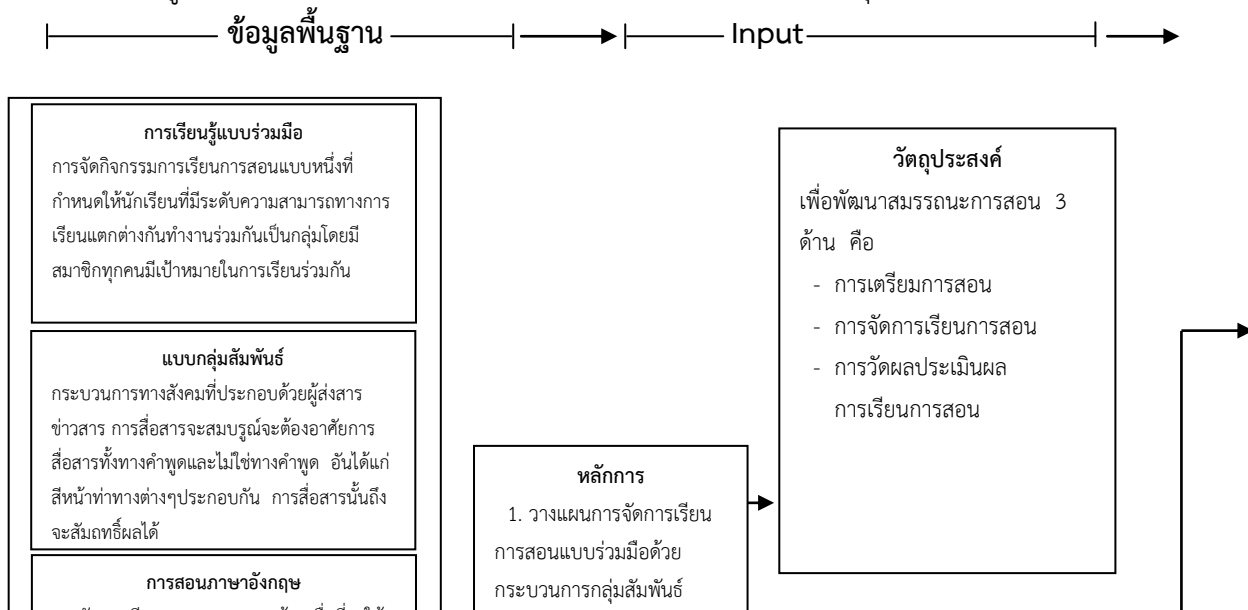 ข้อมูลพื้นฐาน
Input
การเรียนรู้แบบร่วมมือ
การจัดกิจกรรมการเรียนการสอนแบบหนึ่งที่
กำหนดให้นักเรียนที่มีระดับความสามารถทางการ
เรียนแตกต่างกันทำงานร่วมกันเป็นกลุ่มโดยมี
สมาชิกทุกคนมีเป้าหมายในการเรียนร่วมกัน
แบบกลุ่มสัมพันธ์
กระบวนการทางสังคมที่ประกอบด้วยผู้ส่งสาร
ข่าวสาร การสื่อสารจะสมบรูณ์จะต้องอาศัยการ
สื่อสารทั้งทางคำพูดและไม่ใช่ทางคำพูด อันได้แก่
สีหน้าท่าทางต่างๆประกอบกัน การสื่อสารนั้นถึง
จะสัมถทธิ์ผลได้
การสอนภาษาอังกฤษ
หลักการ
1. วางแผนการจัดการเรียน
การสอนแบบร่วมมือด้วย
กระบวนการกลุ่มสัมพันธ์
วัตถุประสงค์
เพื่อพัฒนาสมรรถนะการสอน 3
ด้าน คือ
- การเตรียมการสอน
- การจัดการเรียนการสอน
- การวัดผลประเมินผล
การเรียนการสอน